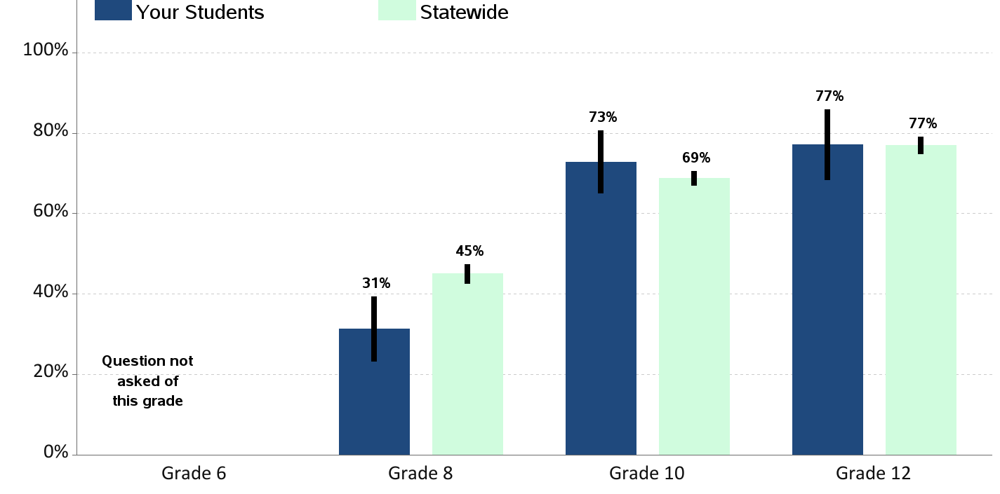 Your Students Statewide
100%
77%
73%
77%
80%
69%
60%
45%
31%
40%
Question not
20%
asked of
this grade
0%
Grade 6 Grade 8 Grade 10 Grade 12